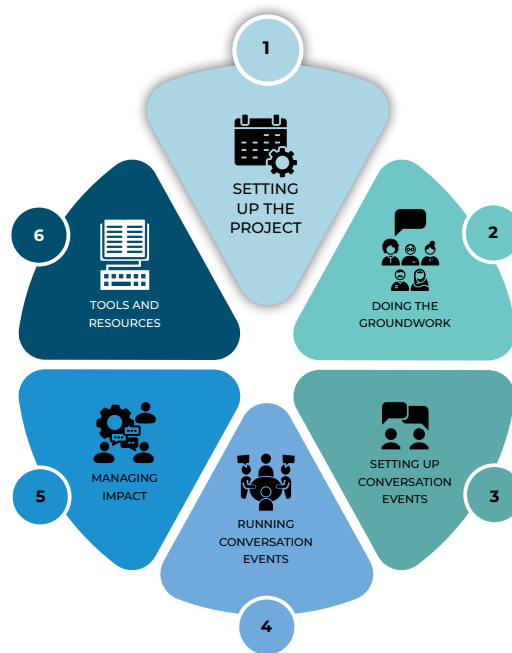 1
SETTING
UP THE
PROJECT
2
DOING THE
GROUNDWORK
3
SETTING UP
CONVERSATION
EVENTS
4
RUNNING
CONVERSATION
EVENTS
5
MANAGING
IMPACT
6
TOOLS AND
RESOURCES